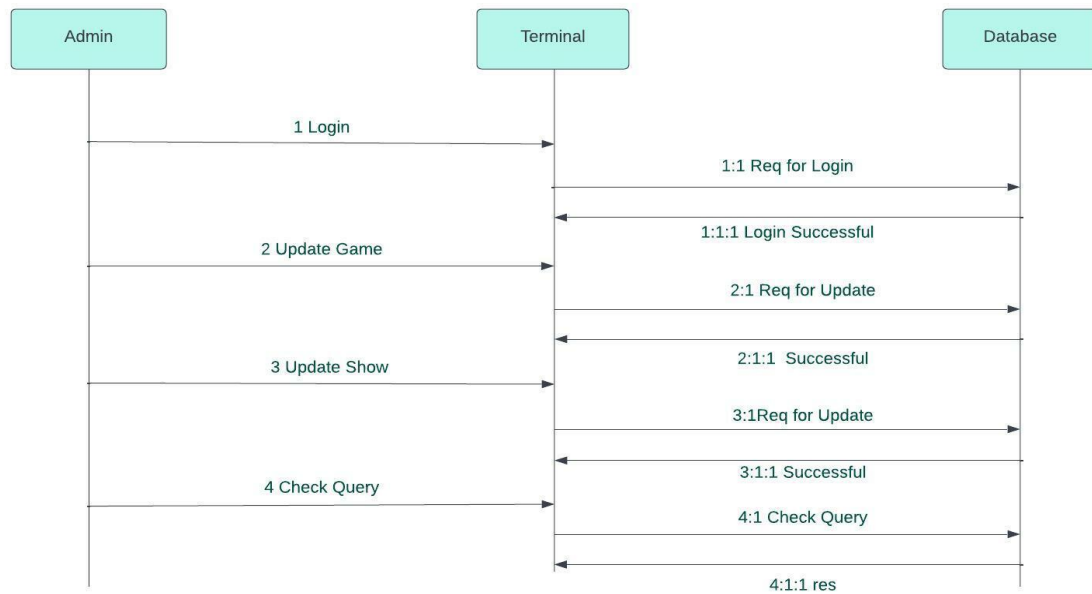 Admin
Terminal
Database
1 Login
1:1 Req for Login
1:1:1 Login Successful
2 Update Game
2:1 Req for Update
2:1:1 Successful
3 Update Show
3:1Req for Update
3:1:1 Successful
4 Check Query
4:1 Check Query
4:1:1 res